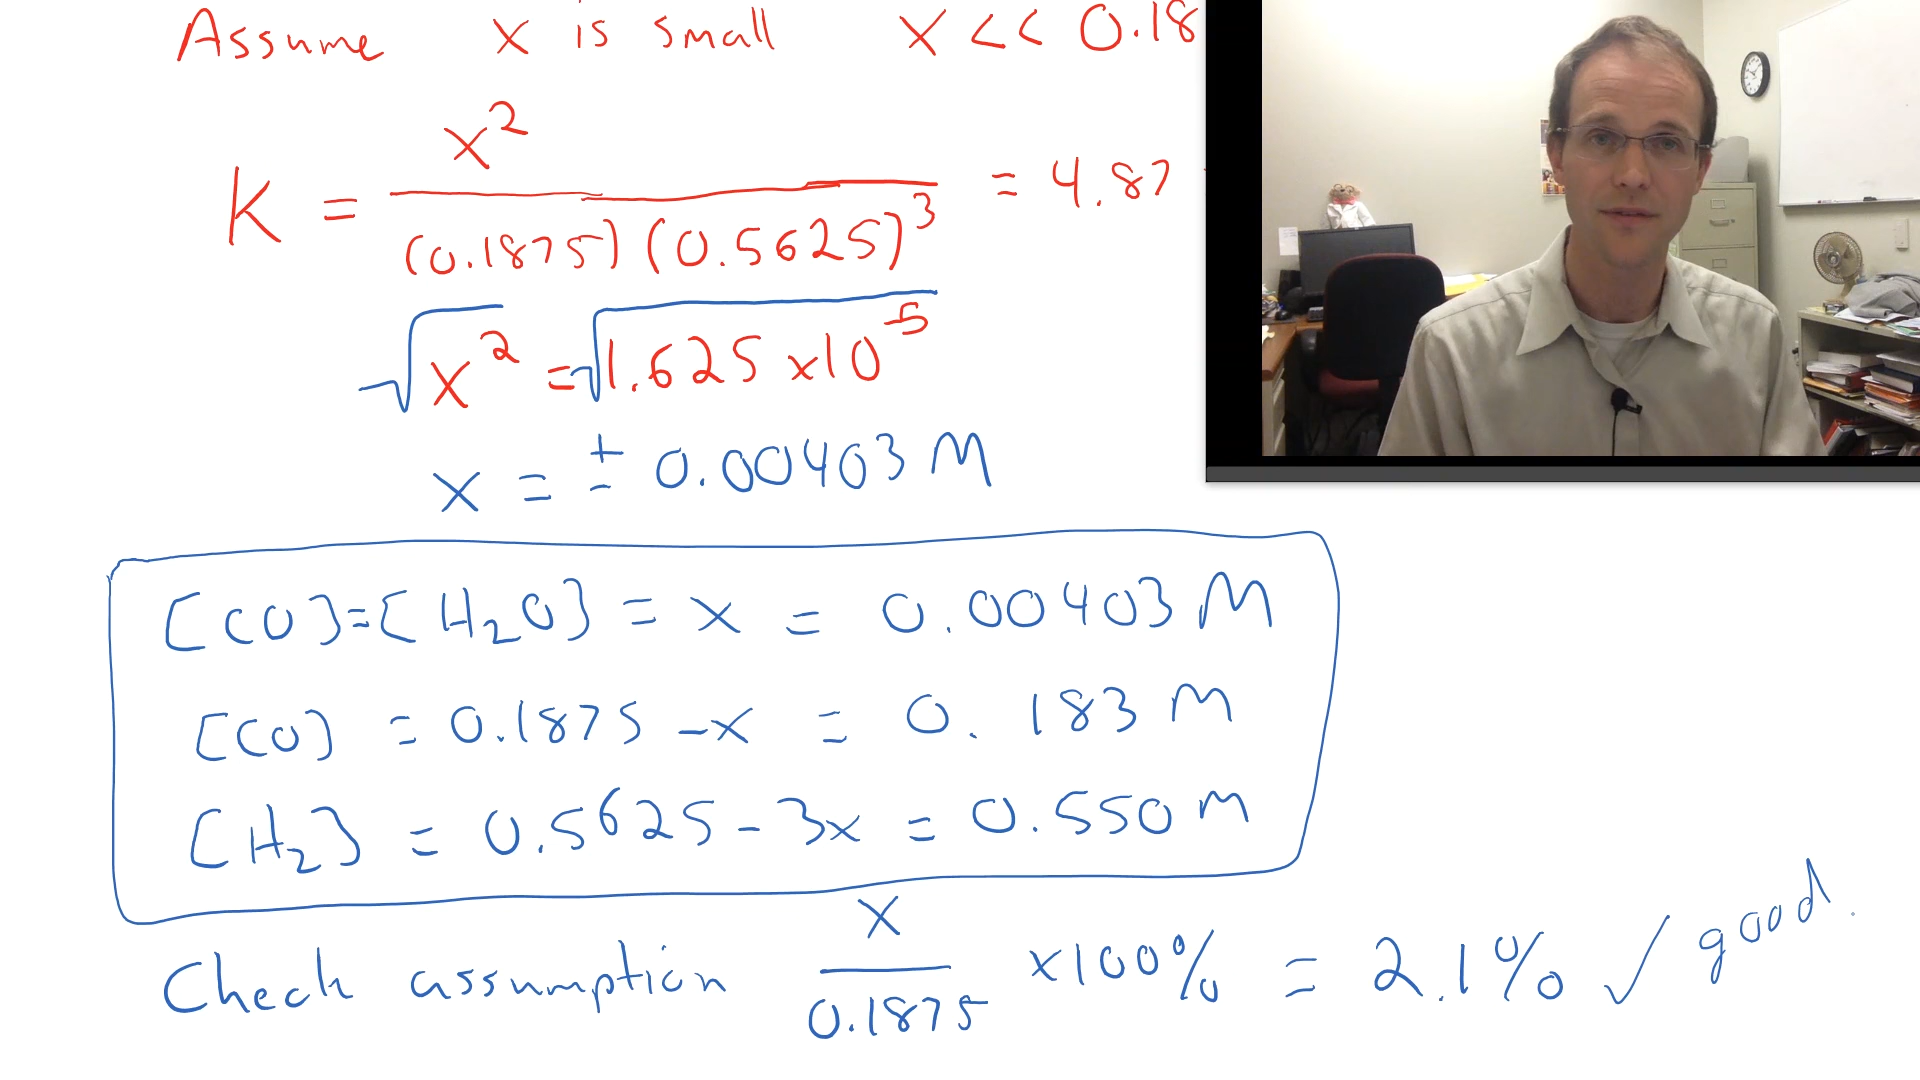 Assume x is small x << 0.18
K = x² / (0.1875) (0.5625)³ = 4.87
√x² = √1.625 x10⁻⁵
x = ± 0.00403 M
[CO]=[H₂O] = x = 0.00403 M
[CO] = 0.1875 - x = 0.183 M
[H₂] = 0.5625 - 3x = 0.550 M
Check assumption x / 0.1875 x100% = 2.1% ✓ good.